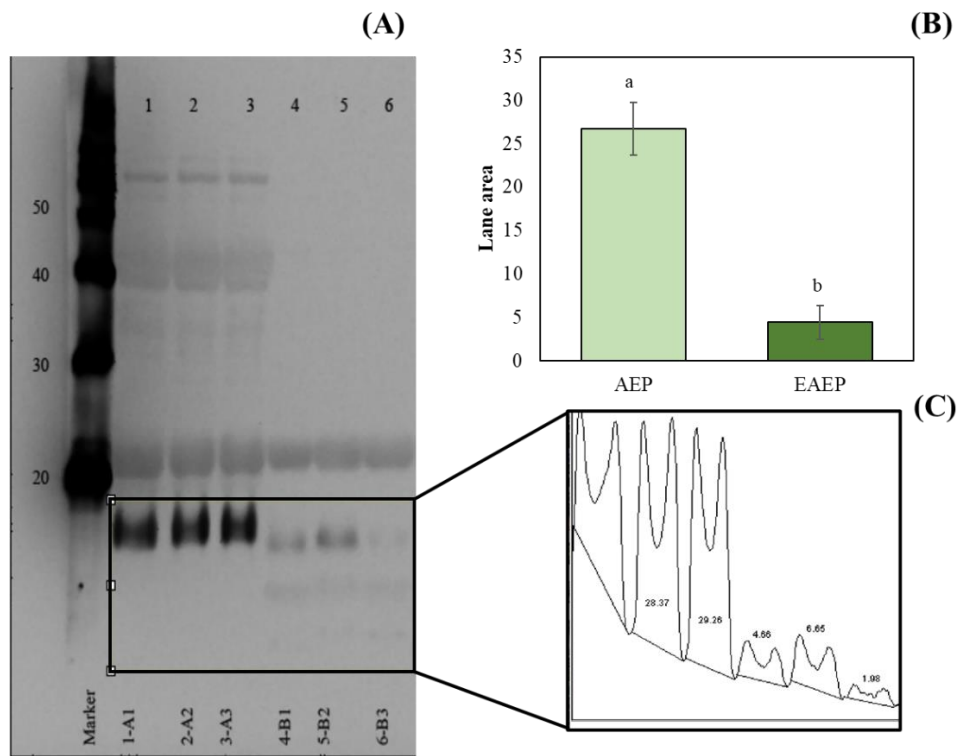 (A)
1 2 3 4 5 6
50
40
30
20
Marker
1-A1
2-A2
3-A3
4-B1
5-B2
6-B3
(B)
35
30
25
20
15
10
5
0
Lane area
a
b
AEP EAEP
(C)
28.37
29.26
4.66
6.65
1.98